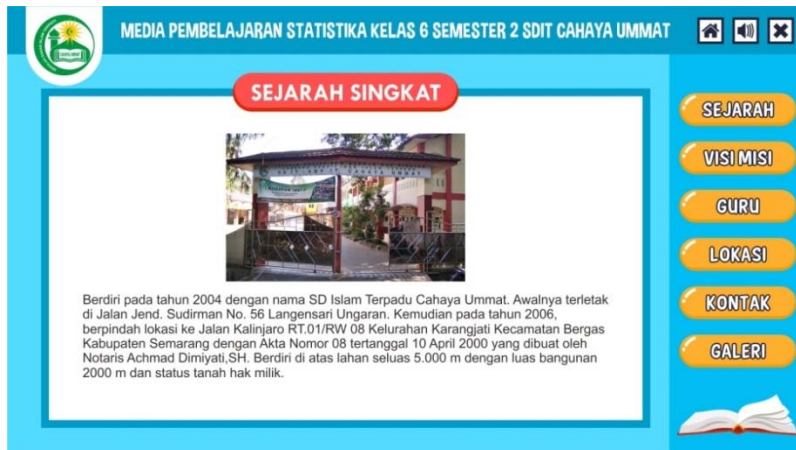 MEDIA PEMBELAJARAN STATISTIKA KELAS 6 SEMESTER 2 SDIT CAHAYA UMMAT
SEJARAH SINGKAT
Berdiri pada tahun 2004 dengan nama SD Islam Terpadu Cahaya Ummat. Awalnya terletak
di Jalan Jend. Sudirman No. 56 Langensari Ungaran. Kemudian pada tahun 2006,
berpindah lokasi ke Jalan Kalinjaro RT.01/RW 08 Kelurahan Karangjati Kecamatan Bergas
Kabupaten Semarang dengan Akta Nomor 08 tertanggal 10 April 2000 yang dibuat oleh
Notaris Achmad Dimiyati,SH. Berdiri di atas lahan seluas 5.000 m dengan luas bangunan
2000 m dan status tanah hak milik.
SEJARAH
VISI MISI
GURU
LOKASI
KONTAK
GALERI